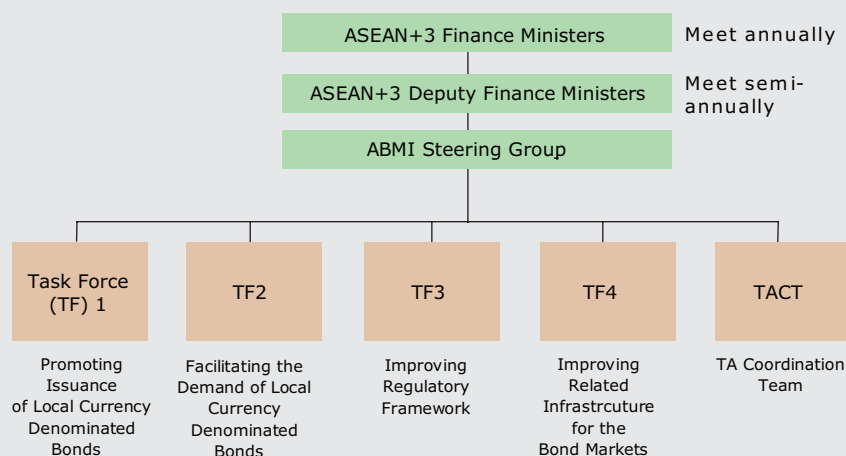 ASEAN+3 Finance Ministers
Meet annually
ASEAN+3 Deputy Finance Ministers
Meet semi-
annually
ABMI Steering Group
Task Force
(TF) 1
TF2
TF3
TF4
TACT
Promoting
Issuance
of Local Currency
Denominated
Bonds
Facilitating the
Demand of Local
Currency
Denominated
Bonds
Improving
Regulatory
Framework
Improving
Related
Infrastrcuture
for the
Bond Markets
TA Coordination
Team